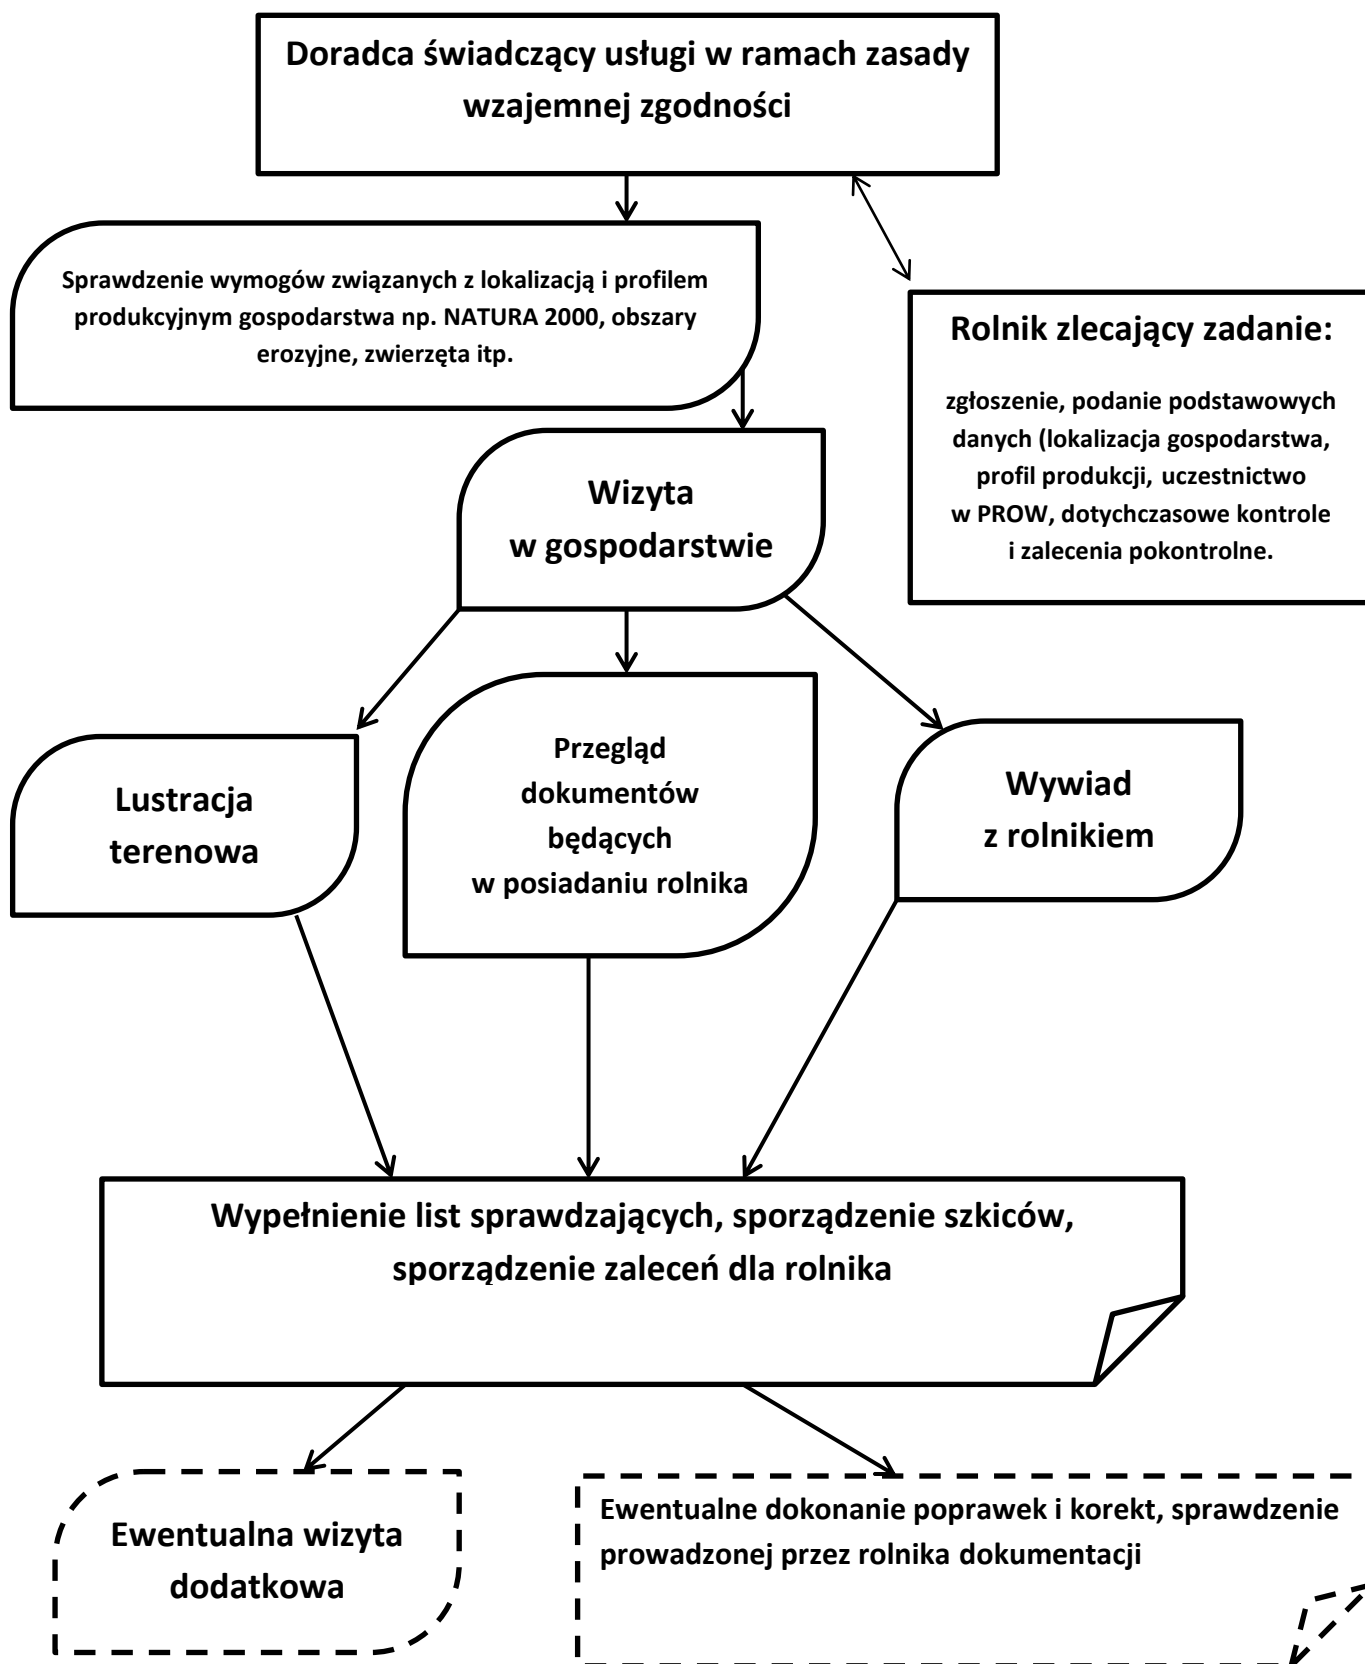 Doradca świadczący usługi w ramach zasady
wzajemnej zgodności
Sprawdzenie wymogów związanych z lokalizacją i profilem
produkcyjnym gospodarstwa np. NATURA 2000, obszary
erozyjne, zwierzęta itp.
Rolnik zlecający zadanie:
zgłoszenie, podanie podstawowych
danych (lokalizacja gospodarstwa,
profil produkcji, uczestnictwo
w PROW, dotychczasowe kontrole
i zalecenia pokontrolne.
Wizyta
w gospodarstwie
Lustracja
terenowa
Przegląd
dokumentów
będących
w posiadaniu rolnika
Wywiad
z rolnikiem
Wypełnienie list sprawdzających, sporządzenie szkiców,
sporządzenie zaleceń dla rolnika
Ewentualna wizyta
dodatkowa
Ewentualne dokonanie poprawek i korekt, sprawdzenie
prowadzonej przez rolnika dokumentacji